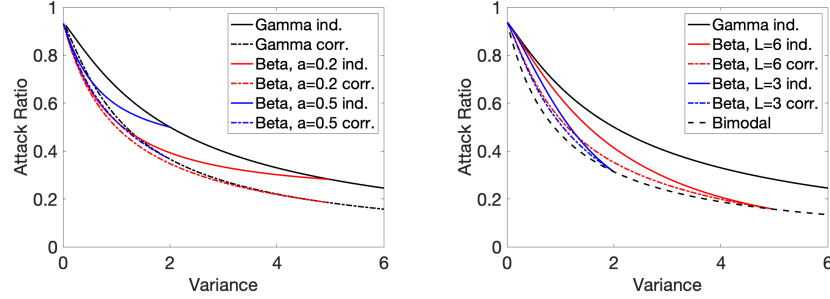 1
0.8
0.6
0.4
0.2
0
0 2 4 6
Attack Ratio
Variance
Gamma ind.
Gamma corr.
Beta, a=0.2 ind.
Beta, a=0.2 corr.
Beta, a=0.5 ind.
Beta, a=0.5 corr.
1
0.8
0.6
0.4
0.2
0
0 2 4 6
Attack Ratio
Variance
Gamma ind.
Beta, L=6 ind.
Beta, L=6 corr.
Beta, L=3 ind.
Beta, L=3 corr.
Bimodal